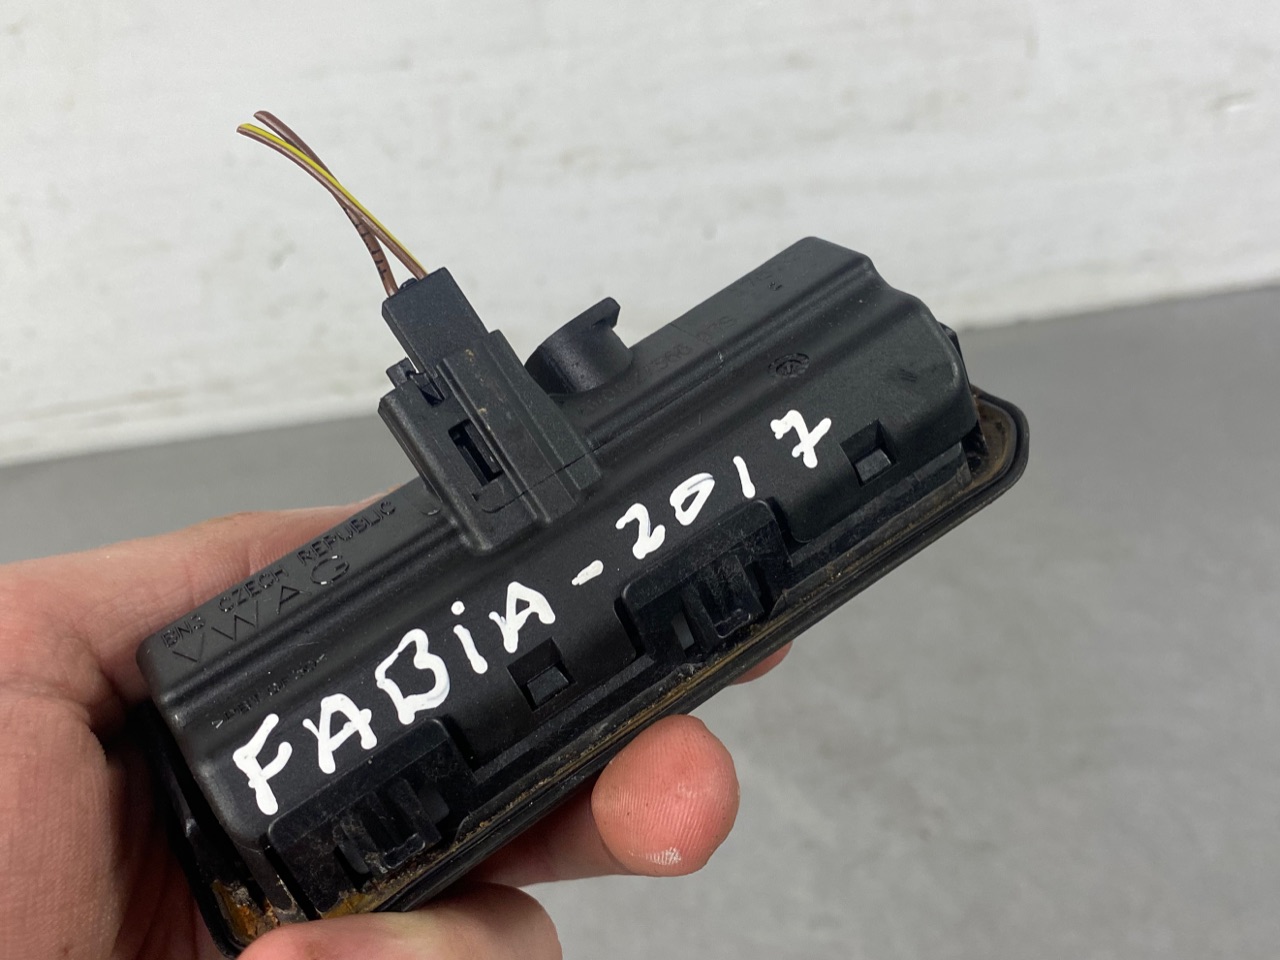 BNS CZECH REPUBLIC
VWAG
FABiA-2017